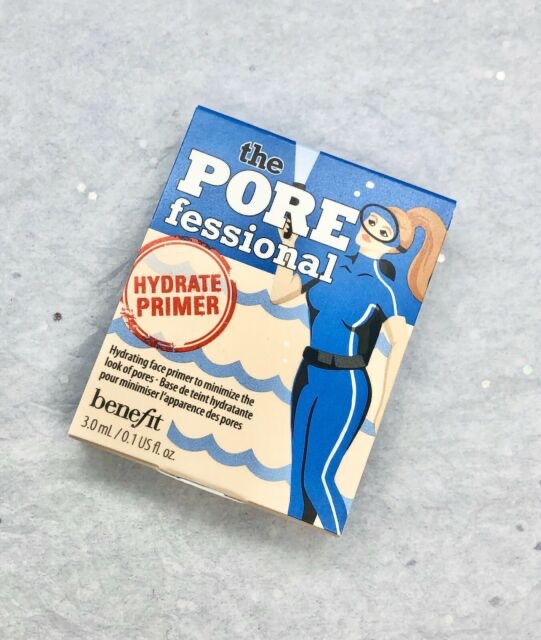 the
PORE
fessional
HYDRATE
PRIMER
Hydrating face primer to minimize the
look of pores · Base de teint hydratante
pour minimiser l'apparence des pores
benefit
3.0 mL / 0.1 US fl. oz.